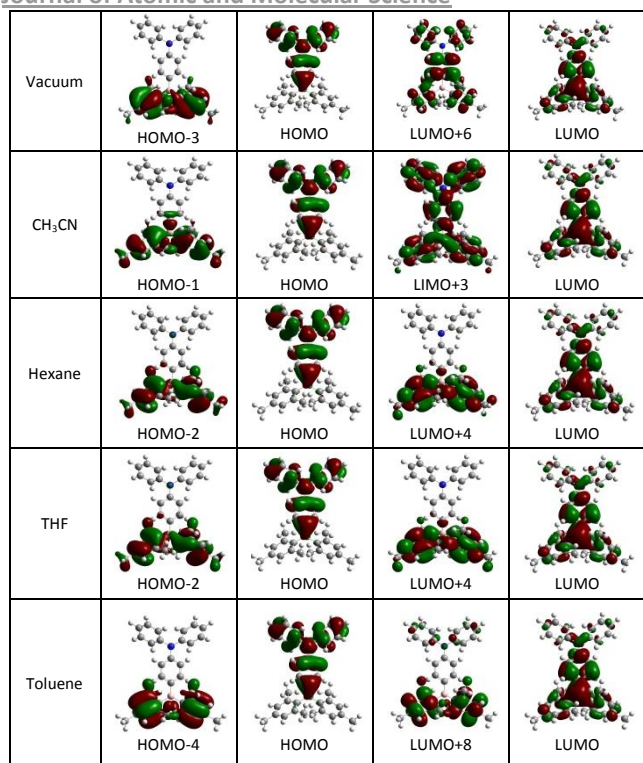 Journal of Atomic and Molecular Science
Vacuum
HOMO-3
HOMO
LUMO+6
LUMO
CH₃CN
HOMO-1
HOMO
LIMO+3
LUMO
Hexane
HOMO-2
HOMO
LUMO+4
LUMO
THF
HOMO-2
HOMO
LUMO+4
LUMO
Toluene
HOMO-4
HOMO
LUMO+8
LUMO